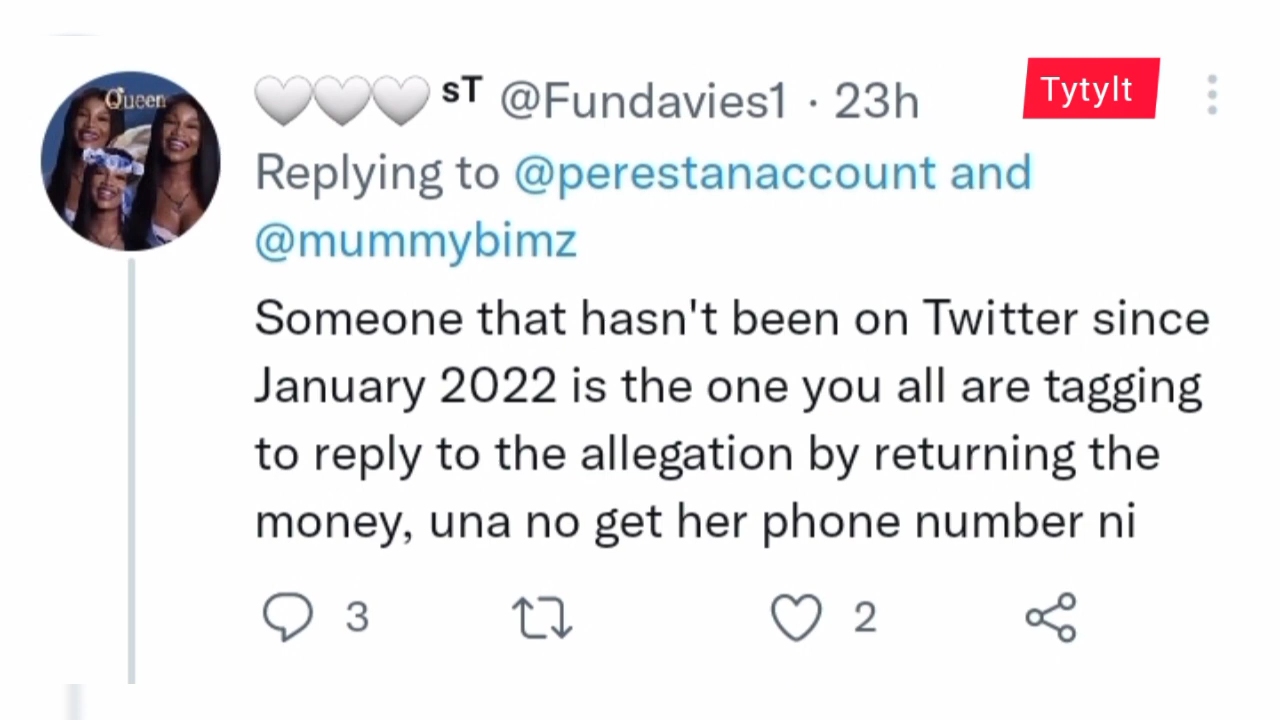 Queen
🤍🤍🤍 sT @Fundavies1 · 23h
TytyIt
Replying to @perestanaccount and
@mummybimz
Someone that hasn't been on Twitter since
January 2022 is the one you all are tagging
to reply to the allegation by returning the
money, una no get her phone number ni
3 2